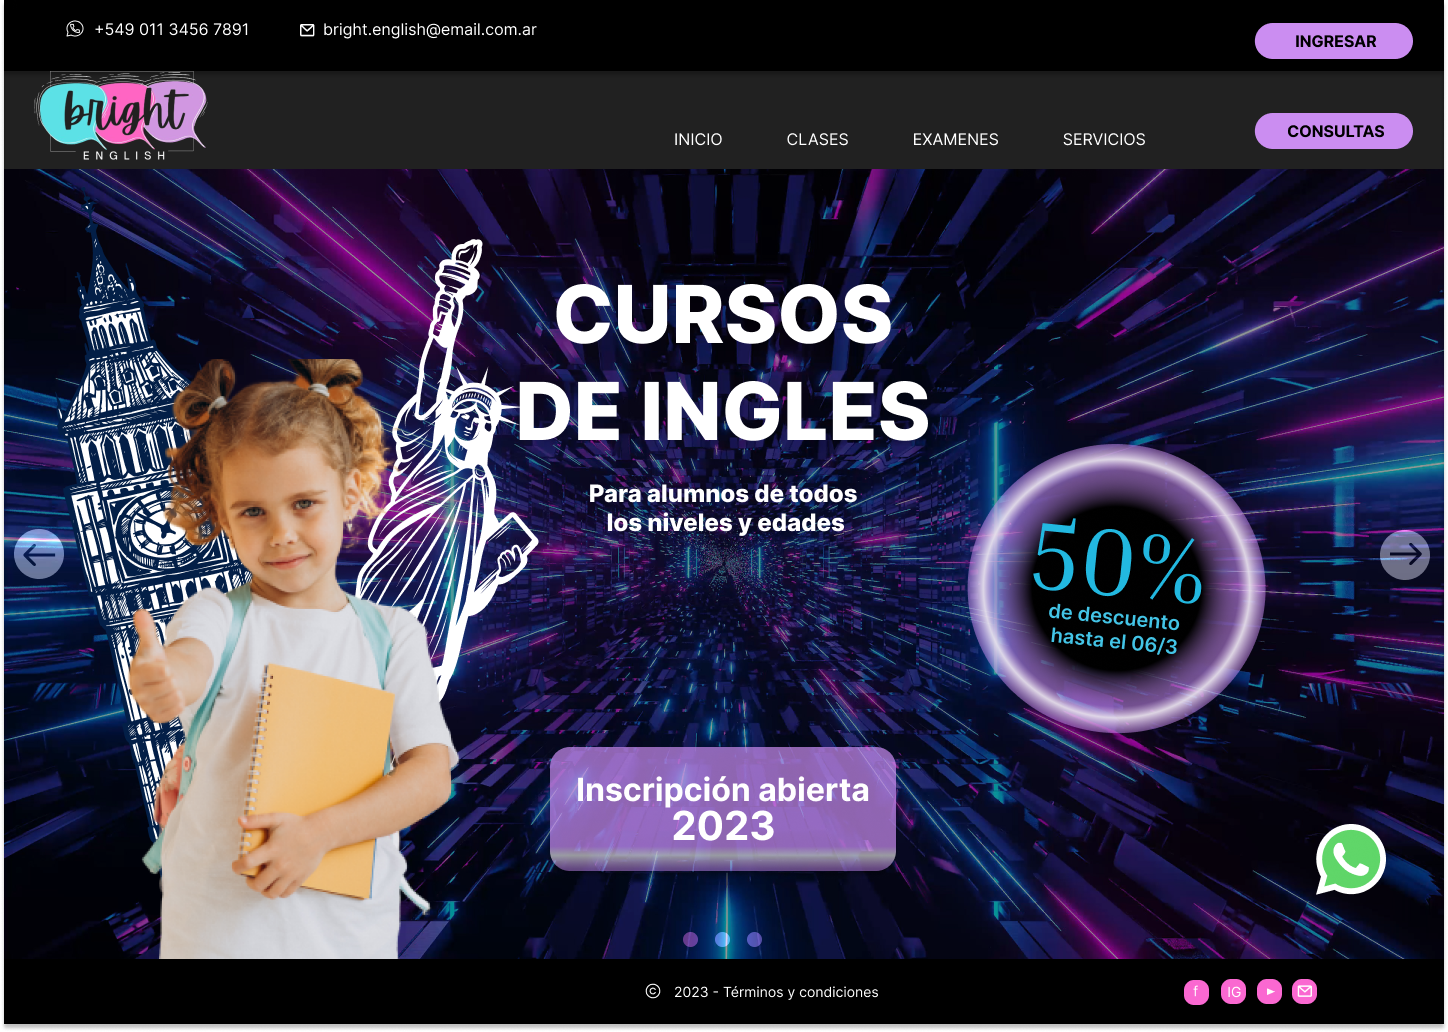 +549 011 3456 7891
bright.english@email.com.ar
INGRESAR
bright
ENGLISH
INICIO
CLASES
EXAMENES
SERVICIOS
CONSULTAS
CURSOS
DE INGLES
Para alumnos de todos
los niveles y edades
50%
de descuento
hasta el 06/3
Inscripción abierta
2023
© 2023 - Términos y condiciones
f
IG